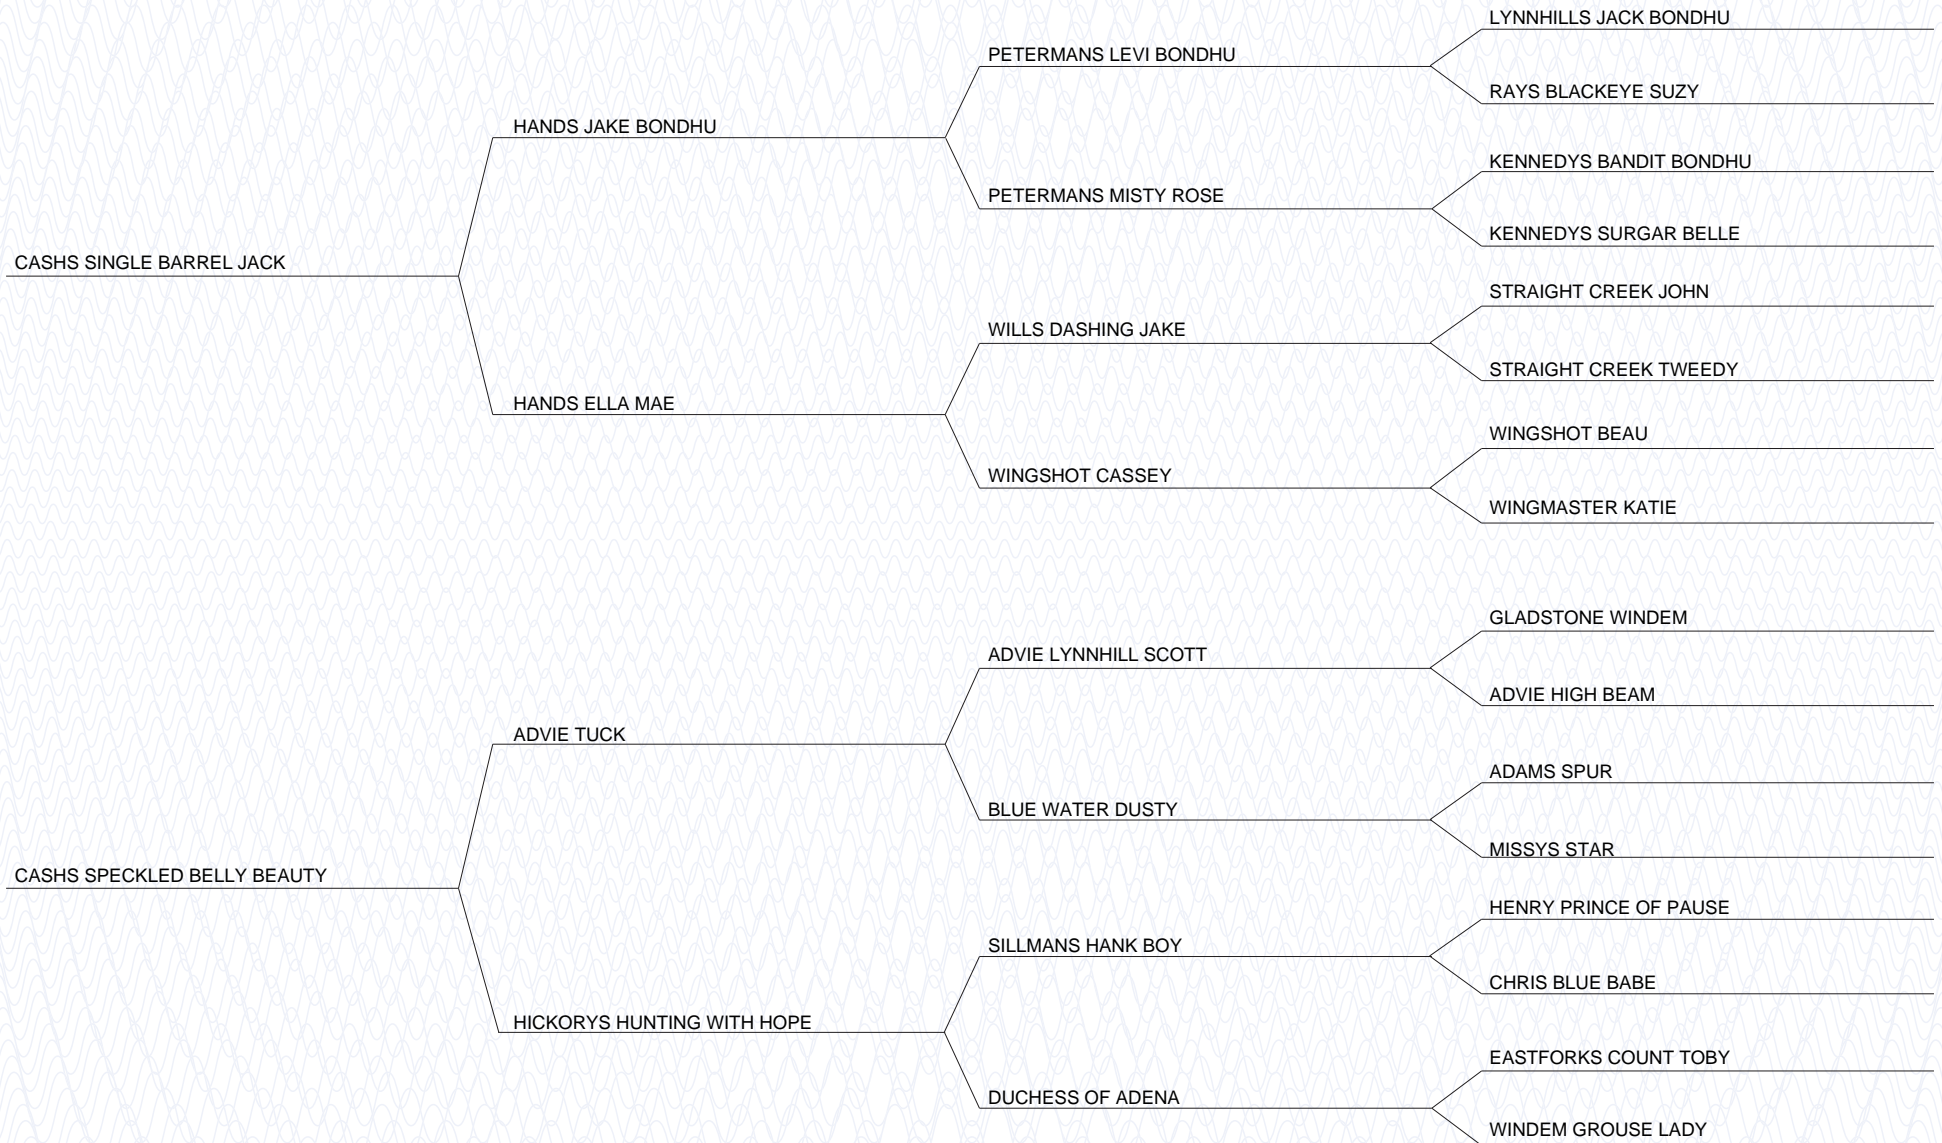 LYNNHILLS JACK BONDHU
PETERMANS LEVI BONDHU
RAYS BLACKEYE SUZY
HANDS JAKE BONDHU
KENNEDYS BANDIT BONDHU
PETERMANS MISTY ROSE
KENNEDYS SURGAR BELLE
CASHS SINGLE BARREL JACK
STRAIGHT CREEK JOHN
WILLS DASHING JAKE
STRAIGHT CREEK TWEEDY
HANDS ELLA MAE
WINGSHOT BEAU
WINGSHOT CASSEY
WINGMASTER KATIE
GLADSTONE WINDEM
ADVIE LYNNHILL SCOTT
ADVIE HIGH BEAM
ADVIE TUCK
ADAMS SPUR
BLUE WATER DUSTY
MISSYS STAR
CASHS SPECKLED BELLY BEAUTY
HENRY PRINCE OF PAUSE
SILLMANS HANK BOY
CHRIS BLUE BABE
HICKORYS HUNTING WITH HOPE
EASTFORKS COUNT TOBY
DUCHESS OF ADENA
WINDEM GROUSE LADY